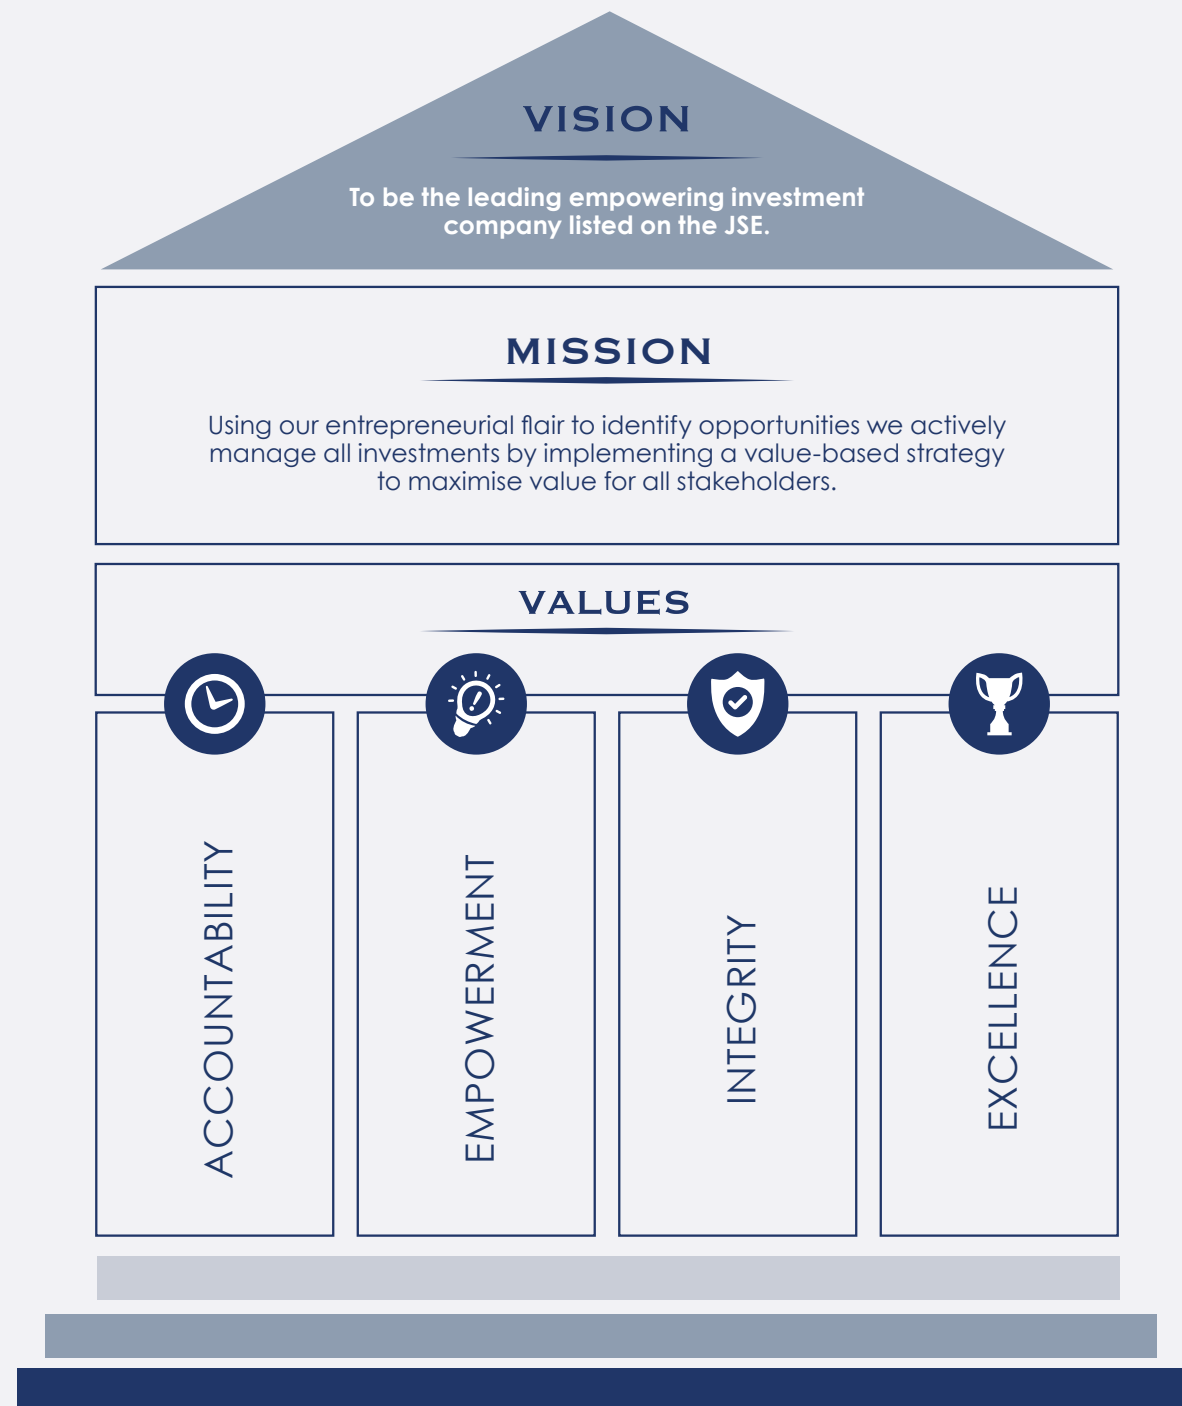 VISION
To be the leading empowering investment
company listed on the JSE.
MISSION
Using our entrepreneurial flair to identify opportunities we actively
manage all investments by implementing a value-based strategy
to maximise value for all stakeholders.
VALUES
ACCOUNTABILITY
EMPOWERMENT
INTEGRITY
EXCELLENCE